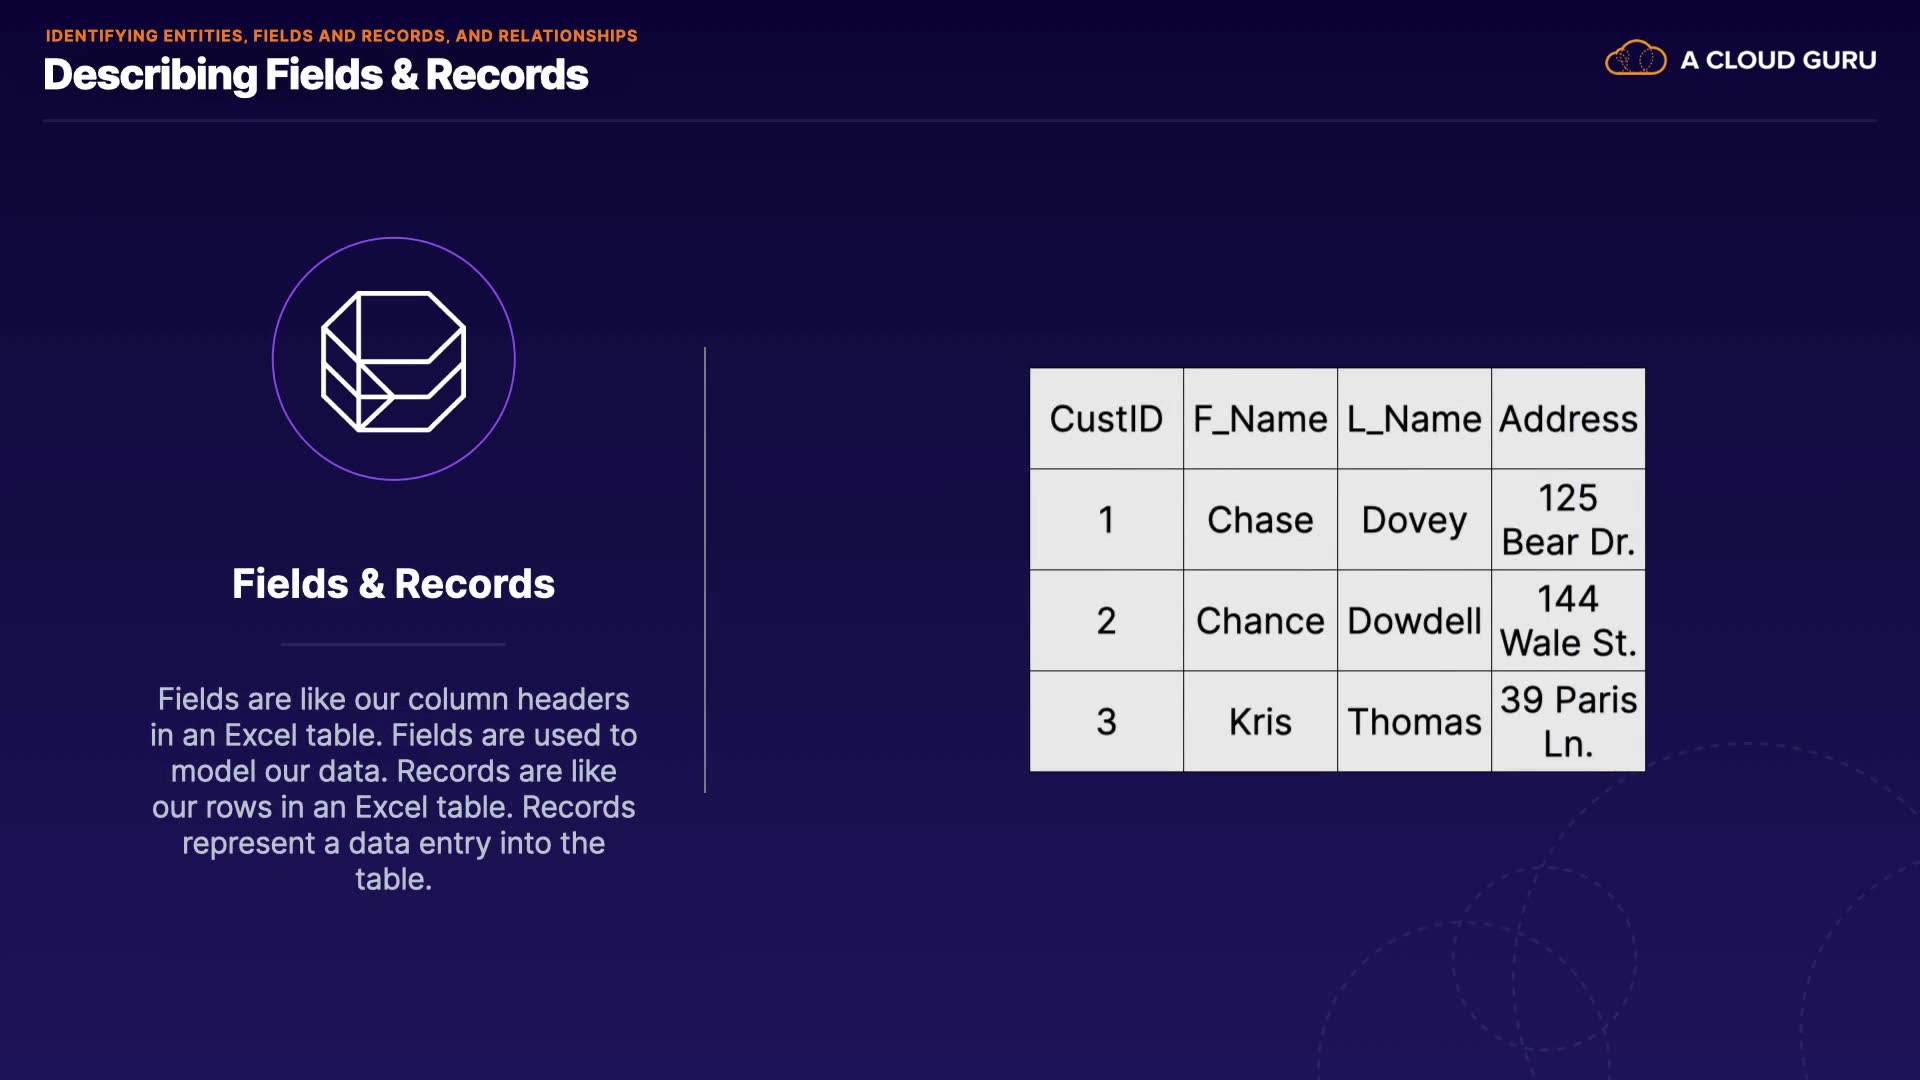 IDENTIFYING ENTITIES, FIELDS AND RECORDS, AND RELATIONSHIPS
Describing Fields & Records
A CLOUD GURU
Fields & Records
Fields are like our column headers
in an Excel table. Fields are used to
model our data. Records are like
our rows in an Excel table. Records
represent a data entry into the
table.
CustID F_Name L_Name Address
1 Chase Dovey 125 Bear Dr.
2 Chance Dowdell 144 Wale St.
3 Kris Thomas 39 Paris Ln.